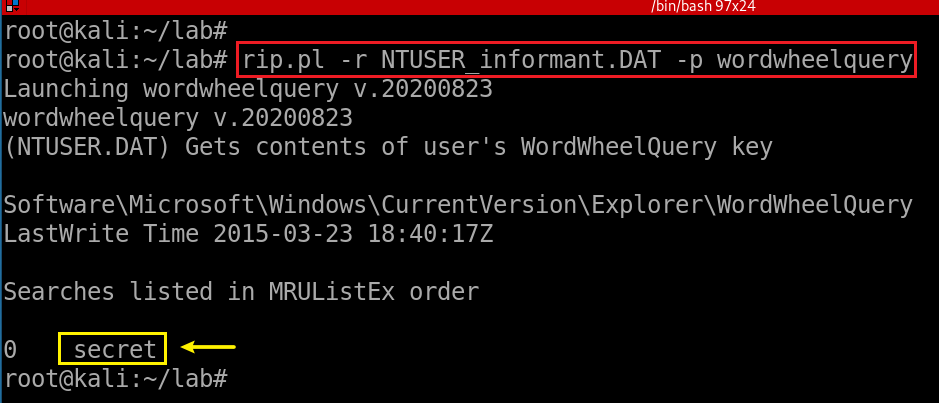 /bin/bash 97x24
root@kali:~/lab#
root@kali:~/lab# rip.pl -r NTUSER_informant.DAT -p wordwheelquery
Launching wordwheelquery v.20200823
wordwheelquery v.20200823
(NTUSER.DAT) Gets contents of user's WordWheelQuery key

Software\Microsoft\Windows\CurrentVersion\Explorer\WordWheelQuery
LastWrite Time 2015-03-23 18:40:17Z

Searches listed in MRUListEx order

0    secret
root@kali:~/lab#